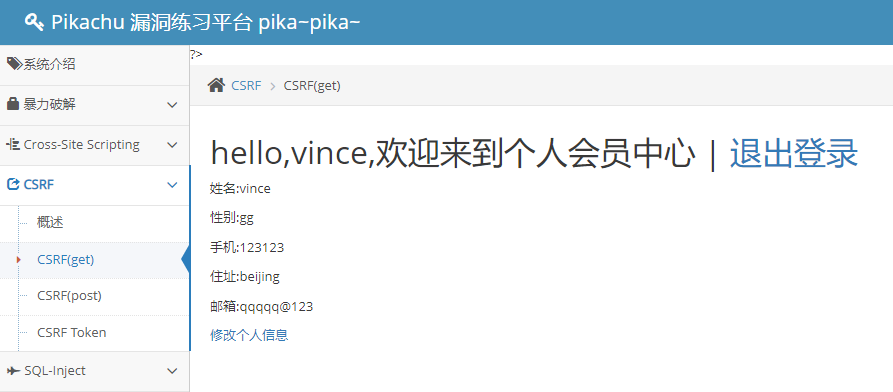 Pikachu 漏洞练习平台 pika~pika~
系统介绍
暴力破解
Cross-Site Scripting
CSRF
概述
CSRF(get)
CSRF(post)
CSRF Token
SQL-Inject
?>
CSRF > CSRF(get)
hello,vince,欢迎来到个人会员中心 | 退出登录
姓名:vince
性别:gg
手机:123123
住址:beijing
邮箱:qqqqq@123
修改个人信息